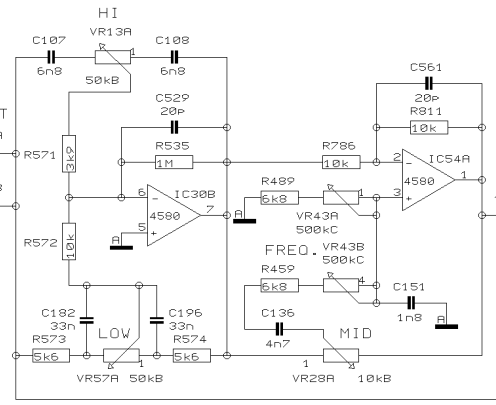 HI
VR13A
C107
C108
1
6n8
50kB
6n8
C529
20p
C561
20p
R811
10k
T
R571
3k9
R535
1M
R786
10k
2
IC54A
4580
1
3
6
IC30B
4580
7
5
A
R489
6k8
1
A
VR43A
500kC
R572
10k
FREQ.
VR43B
500kC
R459
6k8
4
C151
1n8
A
C182
33n
C196
33n
C136
4n7
LOW
MID
R573
5k6
R574
5k6
1
1
VR57A
50kB
VR28A
10kB